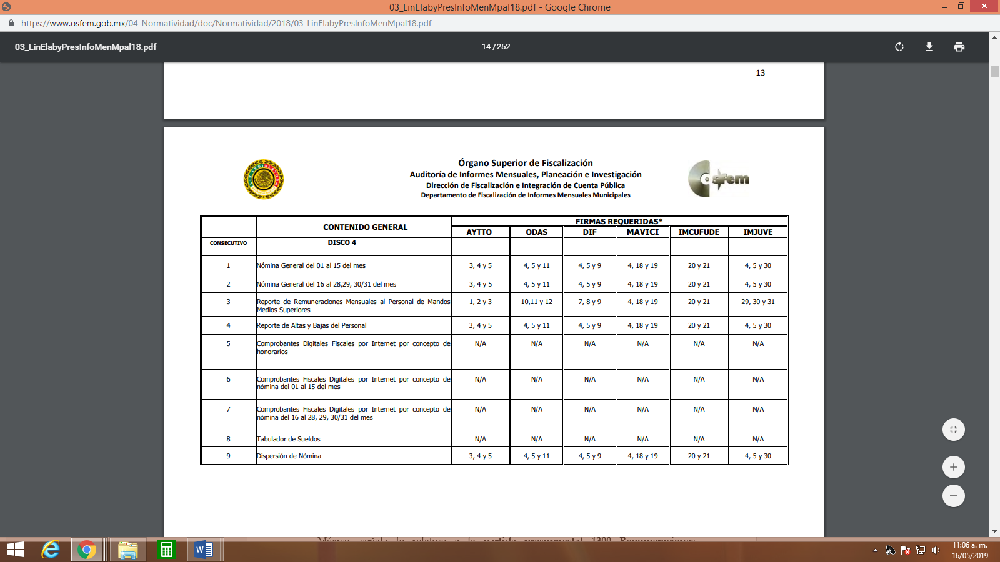 03_LinElabyPresInfoMenMpal18.pdf - Google Chrome
https://www.osfem.gob.mx/04_Normatividad/doc/Normatividad/2018/03_LinElabyPresInfoMenMpal18.pdf
03_LinElabyPresInfoMenMpal18.pdf 14 / 252
13
Órgano Superior de Fiscalización
Auditoría de Informes Mensuales, Planeación e Investigación
Dirección de Fiscalización e Integración de Cuenta Pública
Departamento de Fiscalización de Informes Mensuales Municipales
osfem
CONTENIDO GENERAL FIRMAS REQUERIDAS*
AYTTO ODAS DIF MAVICI IMCUFUDE IMJUVE
CONSECUTIVO DISCO 4
1 Nómina General del 01 al 15 del mes 3, 4 y 5 4, 5 y 11 4, 5 y 9 4, 18 y 19 20 y 21 4, 5 y 30
2 Nómina General del 16 al 28,29, 30/31 del mes 3, 4 y 5 4, 5 y 11 4, 5 y 9 4, 18 y 19 20 y 21 4, 5 y 30
3 Reporte de Remuneraciones Mensuales al Personal de Mandos 1, 2 y 3 10,11 y 12 7, 8 y 9 4, 18 y 19 20 y 21 29, 30 y 31
Medios Superiores
4 Reporte de Altas y Bajas del Personal 3, 4 y 5 4, 5 y 11 4, 5 y 9 4, 18 y 19 20 y 21 4, 5 y 30
5 Comprobantes Digitales Fiscales por Internet por concepto de N/A N/A N/A N/A N/A N/A
honorarios
6 Comprobantes Fiscales Digitales por Internet por concepto de N/A N/A N/A N/A N/A N/A
nómina del 01 al 15 del mes
7 Comprobantes Fiscales Digitales por Internet por concepto de N/A N/A N/A N/A N/A N/A
nómina del 16 al 28, 29, 30/31 del mes
8 Tabulador de Sueldos N/A N/A N/A N/A N/A N/A
9 Dispersión de Nómina 3, 4 y 5 4, 5 y 11 4, 5 y 9 4, 18 y 19 20 y 21 4, 5 y 30
México, señala lo relativo a la partida presupuestal 1300 Remuneraciones
11:06 a. m.
16/05/2019